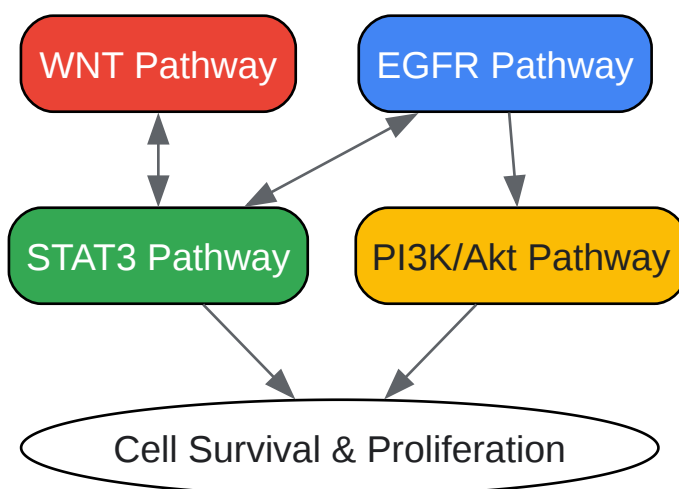 WNT Pathway
EGFR Pathway
STAT3 Pathway
PI3K/Akt Pathway
Cell Survival & Proliferation